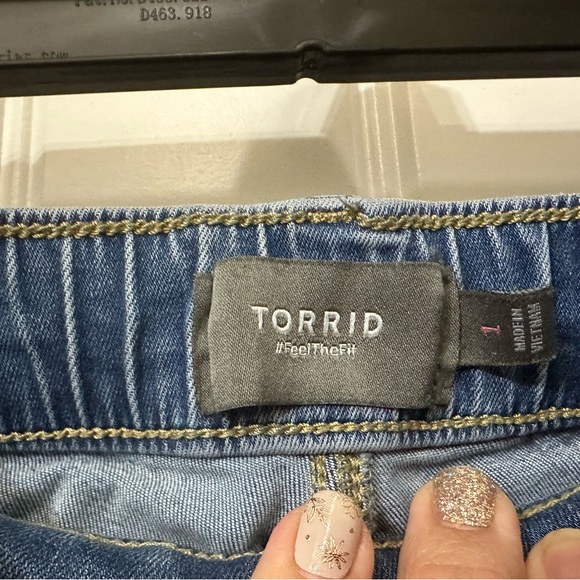 D463.918
TORRID
#FeelTheFit
1
MADE IN
VIETNAM